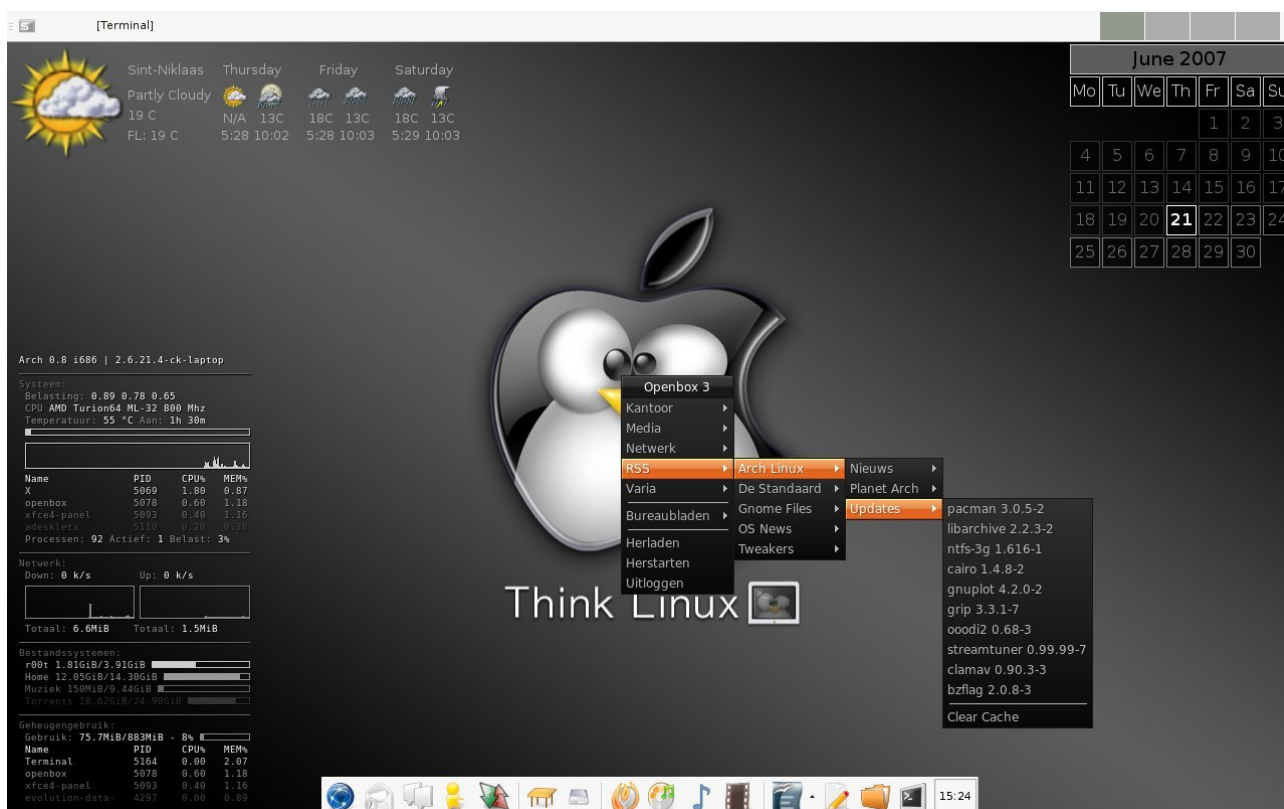 [Terminal]
Sint-Niklaas Thursday Friday Saturday
Partly Cloudy
19 C N/A 13C 18C 13C 18C 13C
FL: 19 C 5:28 10:02 5:28 10:03 5:29 10:03
June 2007
Mo Tu We Th Fr Sa Su
1 2 3
4 5 6 7 8 9 10
11 12 13 14 15 16 17
18 19 20 21 22 23 24
25 26 27 28 29 30
Arch 0.8 i686 | 2.6.21.4-ck-laptop
Systeem:
Belasting: 0.89 0.78 0.65
CPU AMD Turion64 ML-32 800 Mhz
Temperatuur: 55 °C Aan: 1h 30m
Name PID CPU% MEM%
X 5069 1.80 0.87
openbox 5078 0.60 1.18
xfce4-panel 5093 0.40 1.16
adesklets 5110 0.20 0.38
Processen: 92 Actief: 1 Belast: 3%
Netwerk:
Down: 0 k/s Up: 0 k/s
Totaal: 6.6MiB Totaal: 1.5MiB
Bestandssystemen:
r00t 1.81GiB/3.91GiB
Home 12.05GiB/14.30GiB
Muziek 150MiB/9.44GiB
Torrents 18.62GiB/24.90GiB
Geheugengebruik:
Gebruik: 75.7MiB/883MiB - 8%
Name PID CPU% MEM%
Terminal 5164 0.00 2.07
openbox 5078 0.60 1.18
xfce4-panel 5093 0.40 1.16
evolution-data- 4297 0.00 0.89
Openbox 3
Kantoor
Media
Netwerk
RSS
Varia
Bureaubladen
Herladen
Herstarten
Uitloggen
Arch Linux
De Standaard
Gnome Files
OS News
Tweakers
Nieuws
Planet Arch
Updates
pacman 3.0.5-2
libarchive 2.2.3-2
ntfs-3g 1.616-1
cairo 1.4.8-2
gnuplot 4.2.0-2
grip 3.3.1-7
ooodi2 0.68-3
streamtuner 0.99.99-7
clamav 0.90.3-3
bzflag 2.0.8-3
Clear Cache
Think Linux
15:24